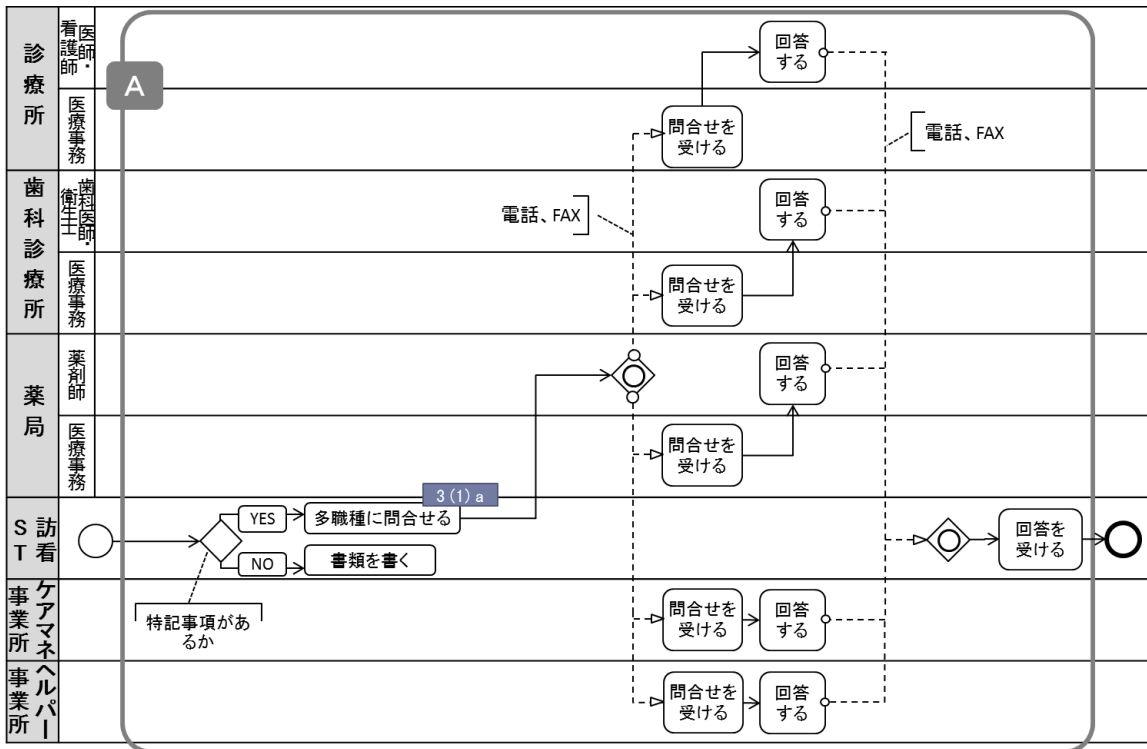 診療所
医師・
看護師
医療事務
A
回答
する
問合せを
受ける
電話、FAX
歯科診療所
歯科医師・
衛生士
医療事務
電話、FAX
回答
する
問合せを
受ける
薬局
薬剤師
医療事務
回答
する
問合せを
受ける
訪看
ST
YES
NO
3(1)a
多職種に問合せる
書類を書く
特記事項があ
るか
回答を
受ける
ケアマネ
事業所
問合せを
受ける
回答
する
ヘルパー
事業所
問合せを
受ける
回答
する